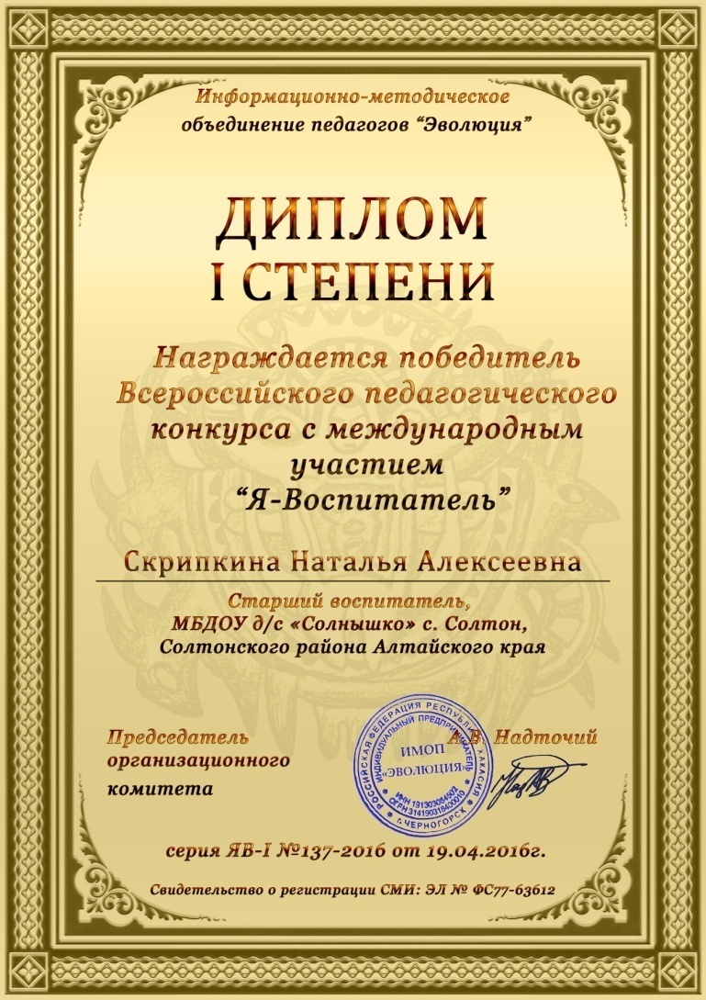 Информационно-методическое
объединение педагогов “Эволюция”
ДИПЛОМ
I СТЕПЕНИ
Награждается победитель
Всероссийского педагогического
конкурса с международным
участием
“Я-Воспитатель”
Скрипкина Наталья Алексеевна
Старший воспитатель,
МБДОУ д/с «Солнышко» с. Солтон,
Солтонского района Алтайского края
Председатель
организационного
комитета
А.В. Надточий
РОССИЙСКАЯ ФЕДЕРАЦИЯ РЕСПУБЛИКА ХАКАСИЯ
г. ЧЕРНОГОРСК
ИНДИВИДУАЛЬНЫЙ ПРЕДПРИНИМАТЕЛЬ
ИМОП
«ЭВОЛЮЦИЯ»
ИНН 191303084502
ОГРН 314190318400010
серия ЯВ-I №137-2016 от 19.04.2016г.
Свидетельство о регистрации СМИ: ЭЛ № ФС77-63612